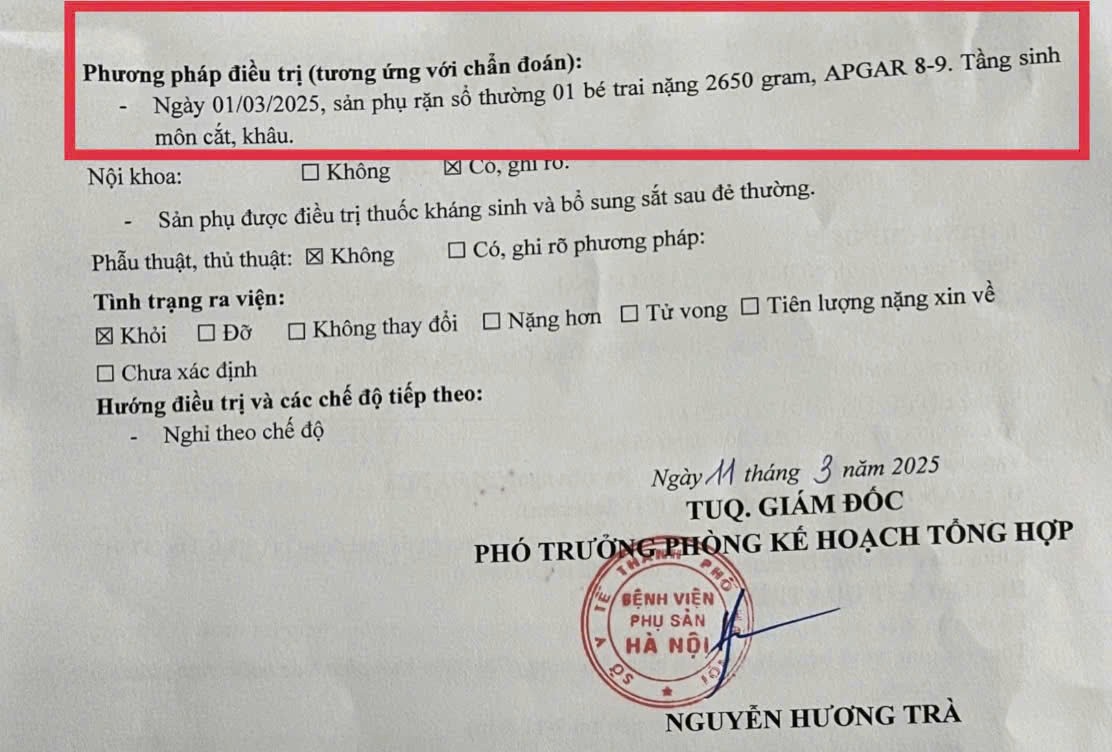 Phương pháp điều trị (tương ứng với chẩn đoán):
- Ngày 01/03/2025, sản phụ rặn sổ thường 01 bé trai nặng 2650 gram, APGAR 8-9. Tầng sinh
môn cắt, khâu.
Nội khoa: ☐ Không ☒ Có, ghi rõ:
- Sản phụ được điều trị thuốc kháng sinh và bổ sung sắt sau đẻ thường.
Phẫu thuật, thủ thuật: ☒ Không ☐ Có, ghi rõ phương pháp:
Tình trạng ra viện:
☒ Khỏi ☐ Đỡ ☐ Không thay đổi ☐ Nặng hơn ☐ Tử vong ☐ Tiên lượng nặng xin về
☐ Chưa xác định
Hướng điều trị và các chế độ tiếp theo:
- Nghỉ theo chế độ
Ngày 11 tháng 3 năm 2025
TUQ. GIÁM ĐỐC
PHÓ TRƯỞNG PHÒNG KẾ HOẠCH TỔNG HỢP
SỞ Y TẾ THÀNH PHỐ HÀ NỘI
BỆNH VIỆN
PHỤ SẢN
HÀ NỘI
NGUYỄN HƯƠNG TRÀ